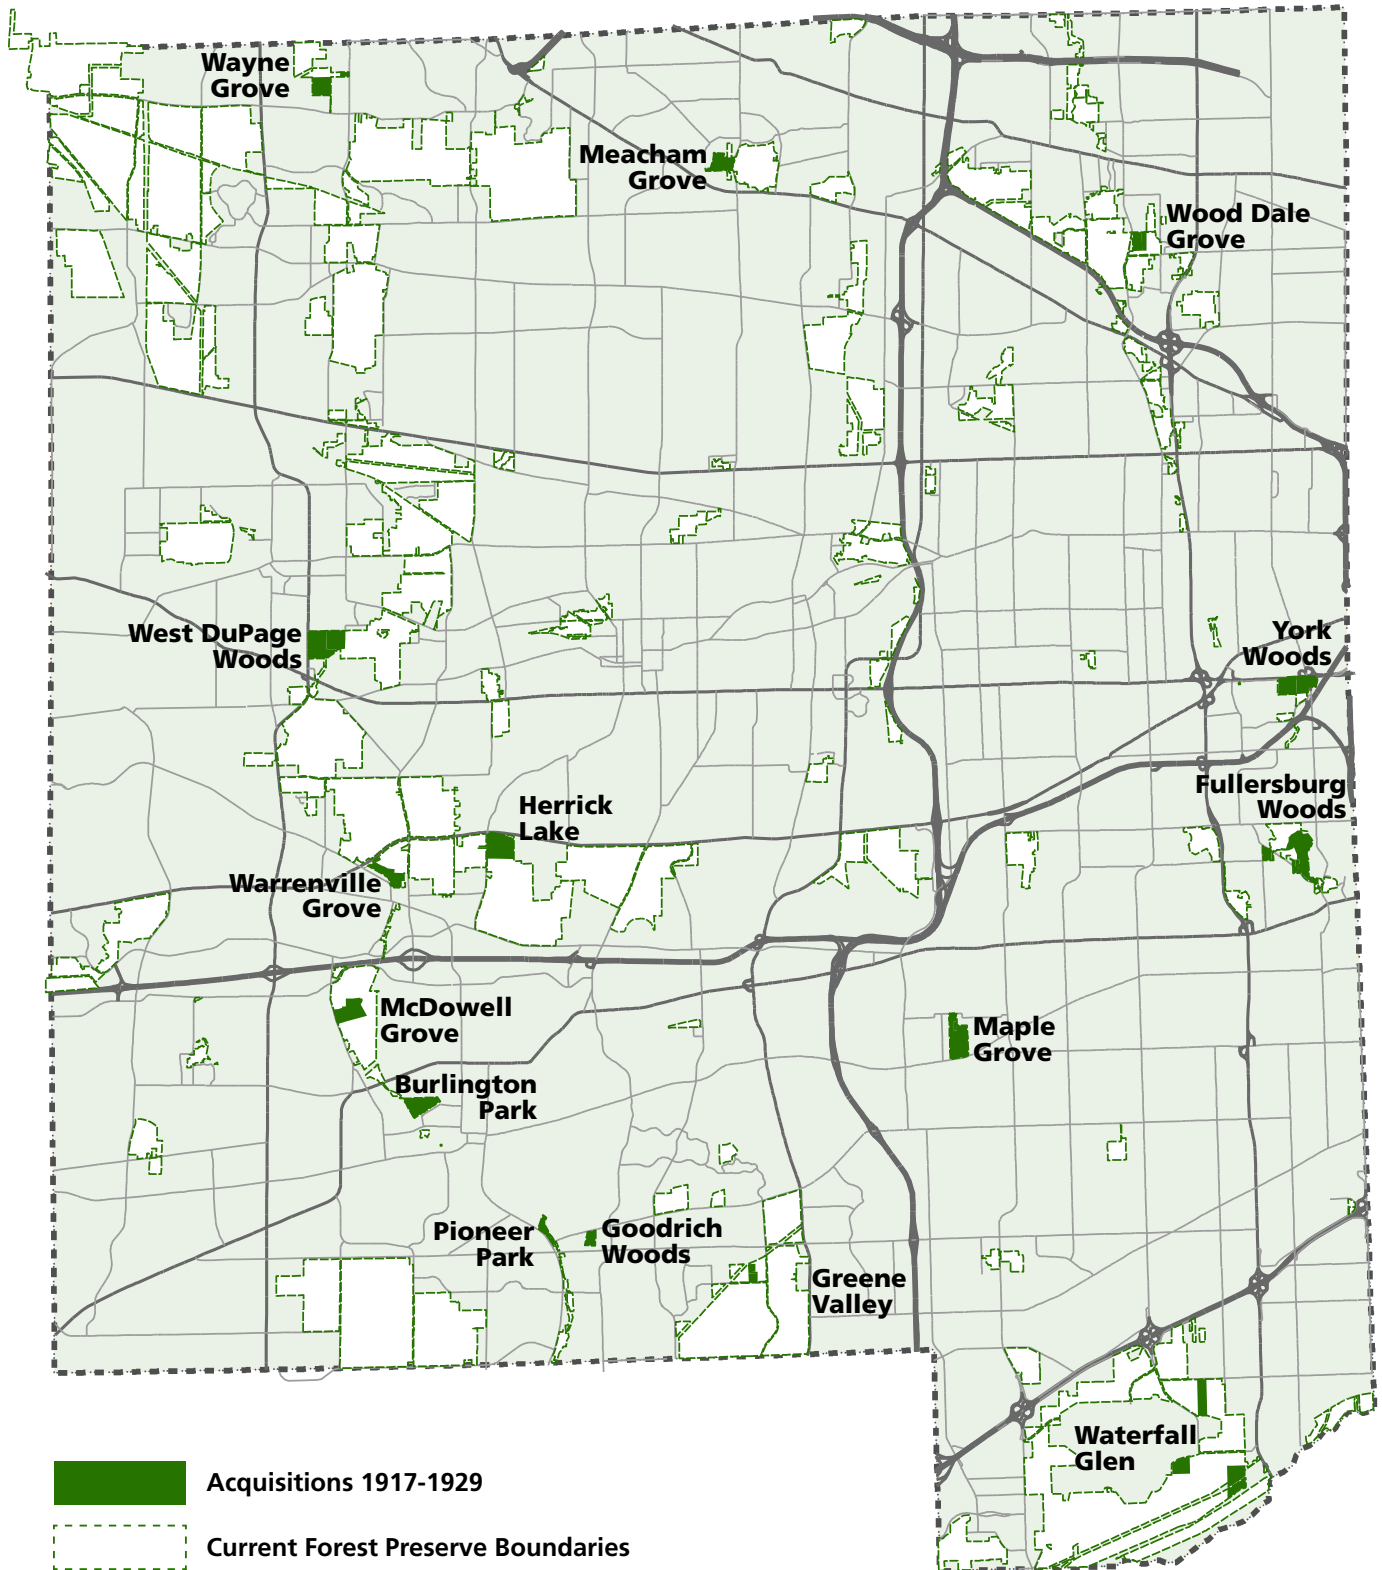 Wayne
Grove
Meacham
Grove
Wood Dale
Grove
West DuPage
Woods
York
Woods
Fullersburg
Woods
Herrick
Lake
Warrenville
Grove
McDowell
Grove
Maple
Grove
Burlington
Park
Pioneer
Park
Goodrich
Woods
Greene
Valley
Waterfall
Glen
Acquisitions 1917-1929
Current Forest Preserve Boundaries